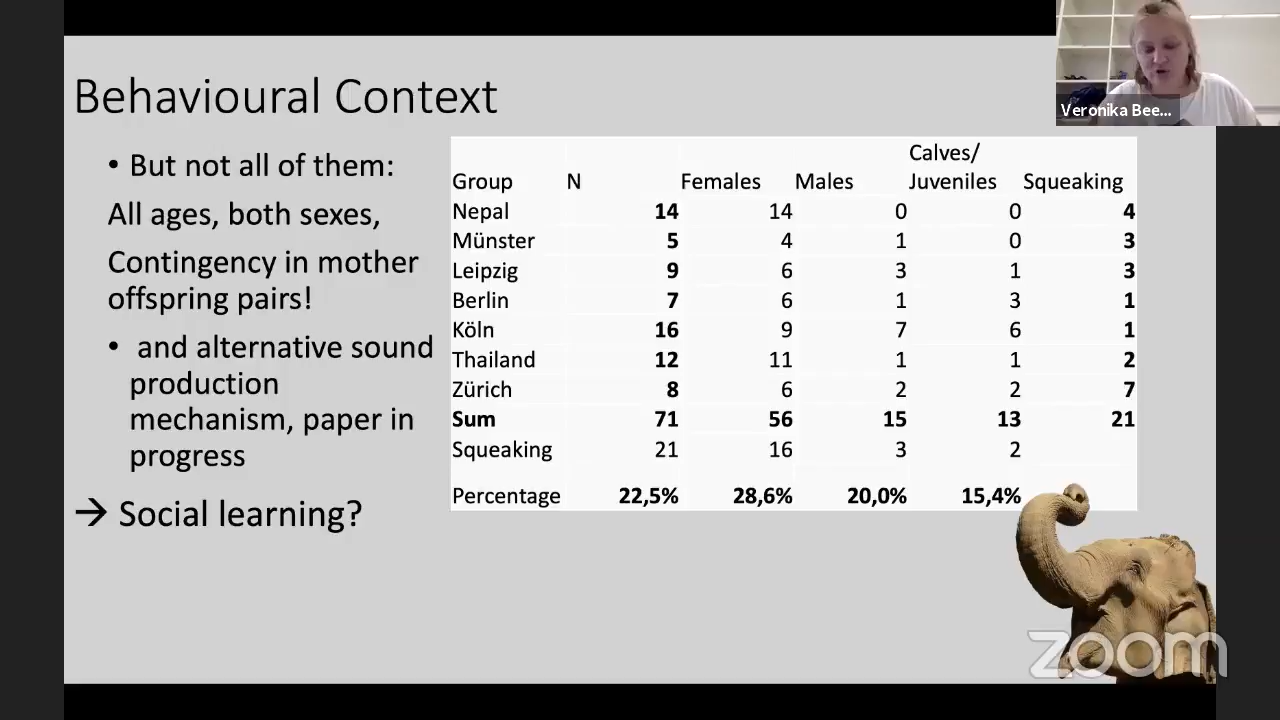 Behavioural Context
• But not all of them:
All ages, both sexes,
Contingency in mother
offspring pairs!
• and alternative sound
production
mechanism, paper in
progress
→ Social learning?
Group N Females Males Calves/ Juveniles Squeaking
Nepal 14 14 0 0 4
Münster 5 4 1 0 3
Leipzig 9 6 3 1 3
Berlin 7 6 1 3 1
Köln 16 9 7 6 1
Thailand 12 11 1 1 2
Zürich 8 6 2 2 7
Sum 71 56 15 13 21
Squeaking 21 16 3 2
Percentage 22,5% 28,6% 20,0% 15,4%
Veronika Bee...
zoom